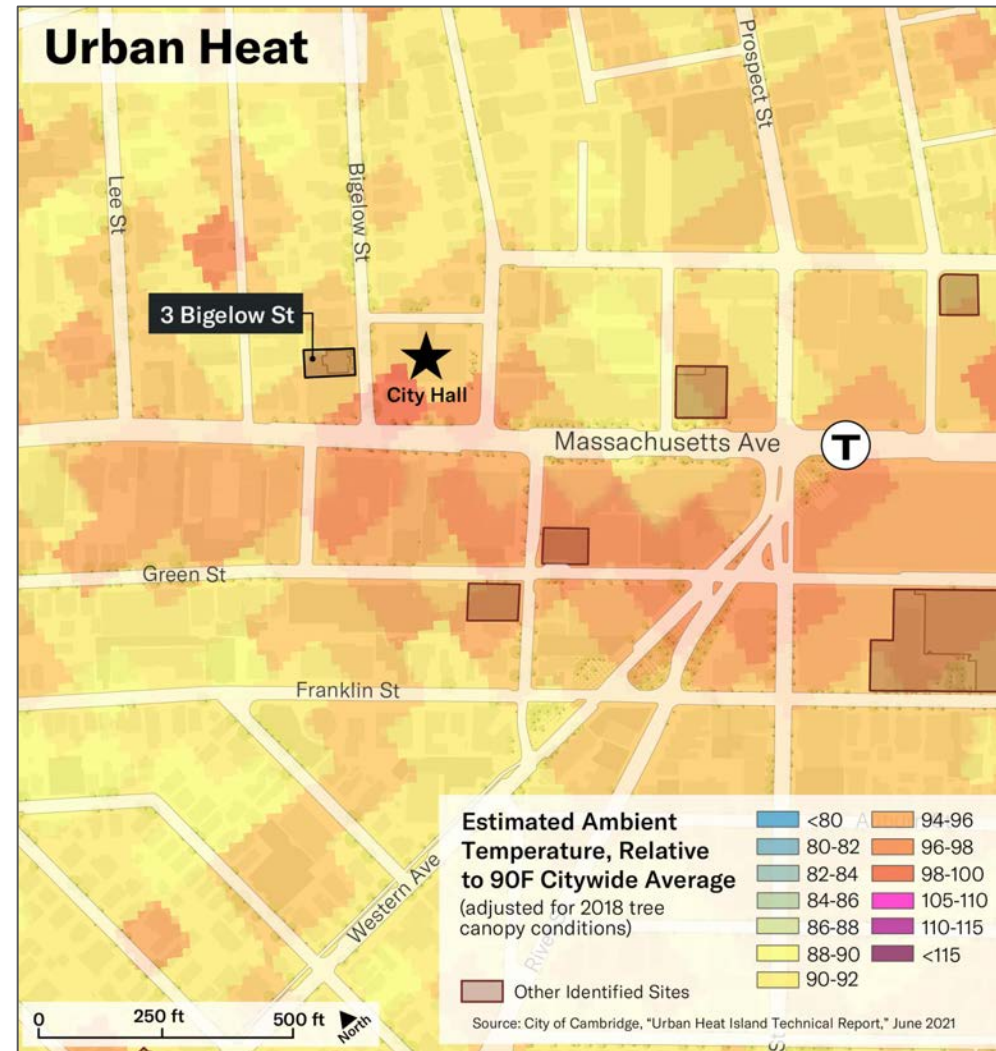 Urban Heat
Prospect St
Lee St
Bigelow St
3 Bigelow St
City Hall
Massachusetts Ave
T
Green St
Franklin St
Western Ave
River
St
Estimated Ambient
Temperature, Relative
to 90F Citywide Average
(adjusted for 2018 tree
canopy conditions)
<80
80-82
82-84
84-86
86-88
88-90
90-92
94-96
96-98
98-100
105-110
110-115
<115
Other Identified Sites
Source: City of Cambridge, "Urban Heat Island Technical Report," June 2021
0 250 ft 500 ft North